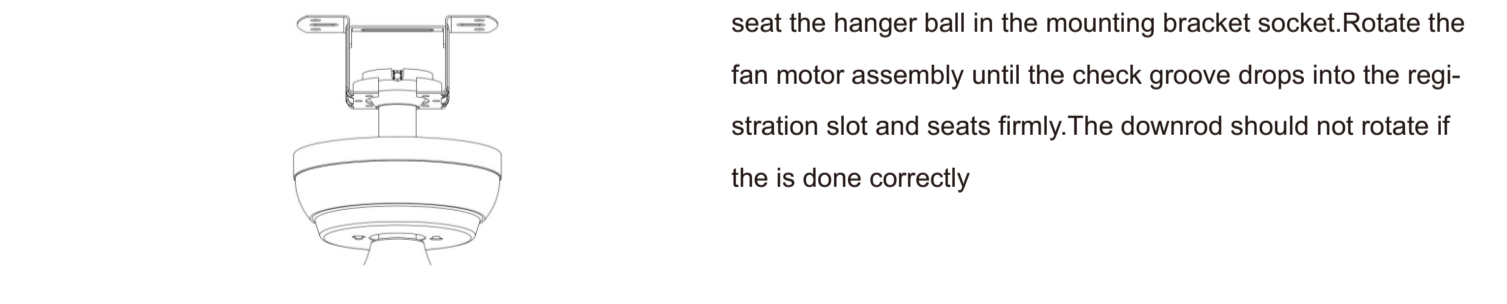 seat the hanger ball in the mounting bracket socket.Rotate the
fan motor assembly until the check groove drops into the regi-
stration slot and seats firmly.The downrod should not rotate if
the is done correctly